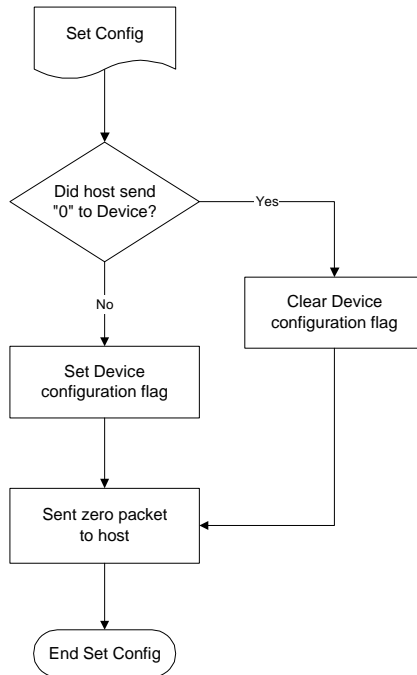 Set Config
Did host send
"0" to Device?
Yes
No
Clear Device
configuration flag
Set Device
configuration flag
Sent zero packet
to host
End Set Config